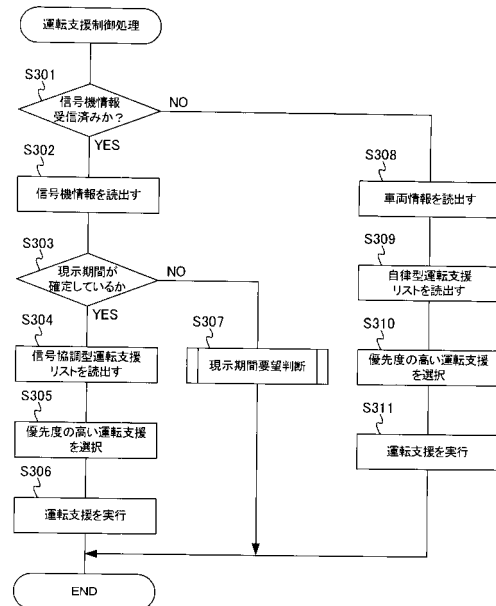 運転支援制御処理
S301
信号機情報
受信済みか？
NO
YES
S302
信号機情報を読出す
S303
現示期間が
確定しているか
NO
YES
S304
信号協調型運転支援
リストを読出す
S305
優先度の高い運転支援
を選択
S306
運転支援を実行
S307
現示期間要望判断
S308
車両情報を読出す
S309
自律型運転支援
リストを読出す
S310
優先度の高い運転支援
を選択
S311
運転支援を実行
END